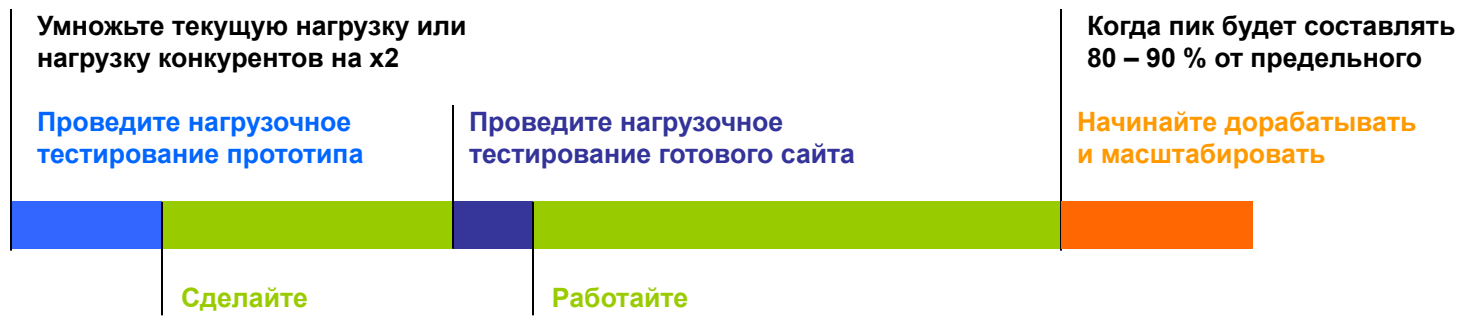 Умножьте текущую нагрузку или
нагрузку конкурентов на x2
Когда пик будет составлять
80 – 90 % от предельного
Проведите нагрузочное
тестирование прототипа
Проведите нагрузочное
тестирование готового сайта
Начинайте дорабатывать
и масштабировать
Сделайте
Работайте